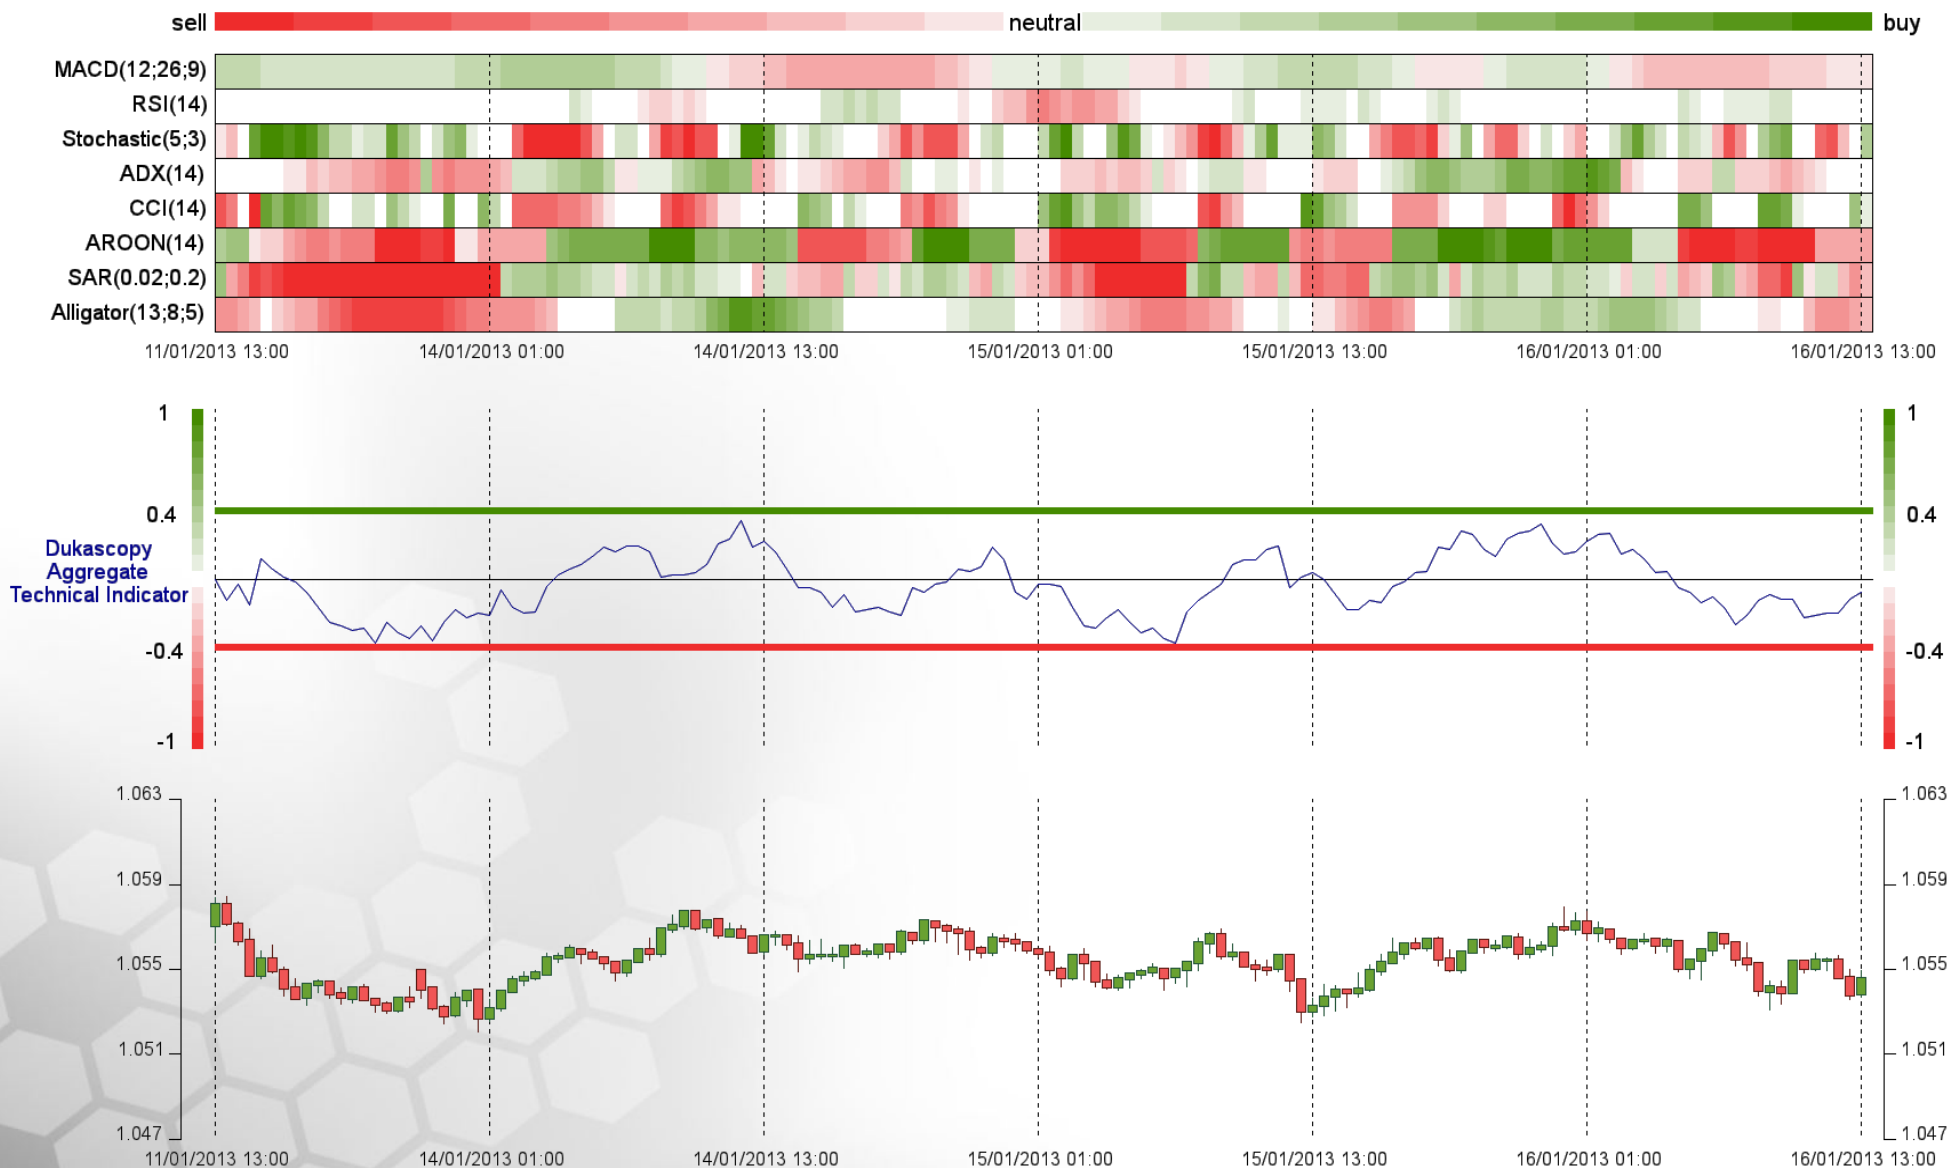 sell neutral buy
MACD(12;26;9)
RSI(14)
Stochastic(5;3)
ADX(14)
CCI(14)
AROON(14)
SAR(0.02;0.2)
Alligator(13;8;5)
11/01/2013 13:00 14/01/2013 01:00 14/01/2013 13:00 15/01/2013 01:00 15/01/2013 13:00 16/01/2013 01:00 16/01/2013 13:00
1 1
0.4 0.4
Dukascopy
Aggregate
Technical Indicator
-0.4 -0.4
-1 -1
1.063 1.063
1.059 1.059
1.055 1.055
1.051 1.051
1.047 1.047
11/01/2013 13:00 14/01/2013 01:00 14/01/2013 13:00 15/01/2013 01:00 15/01/2013 13:00 16/01/2013 01:00 16/01/2013 13:00